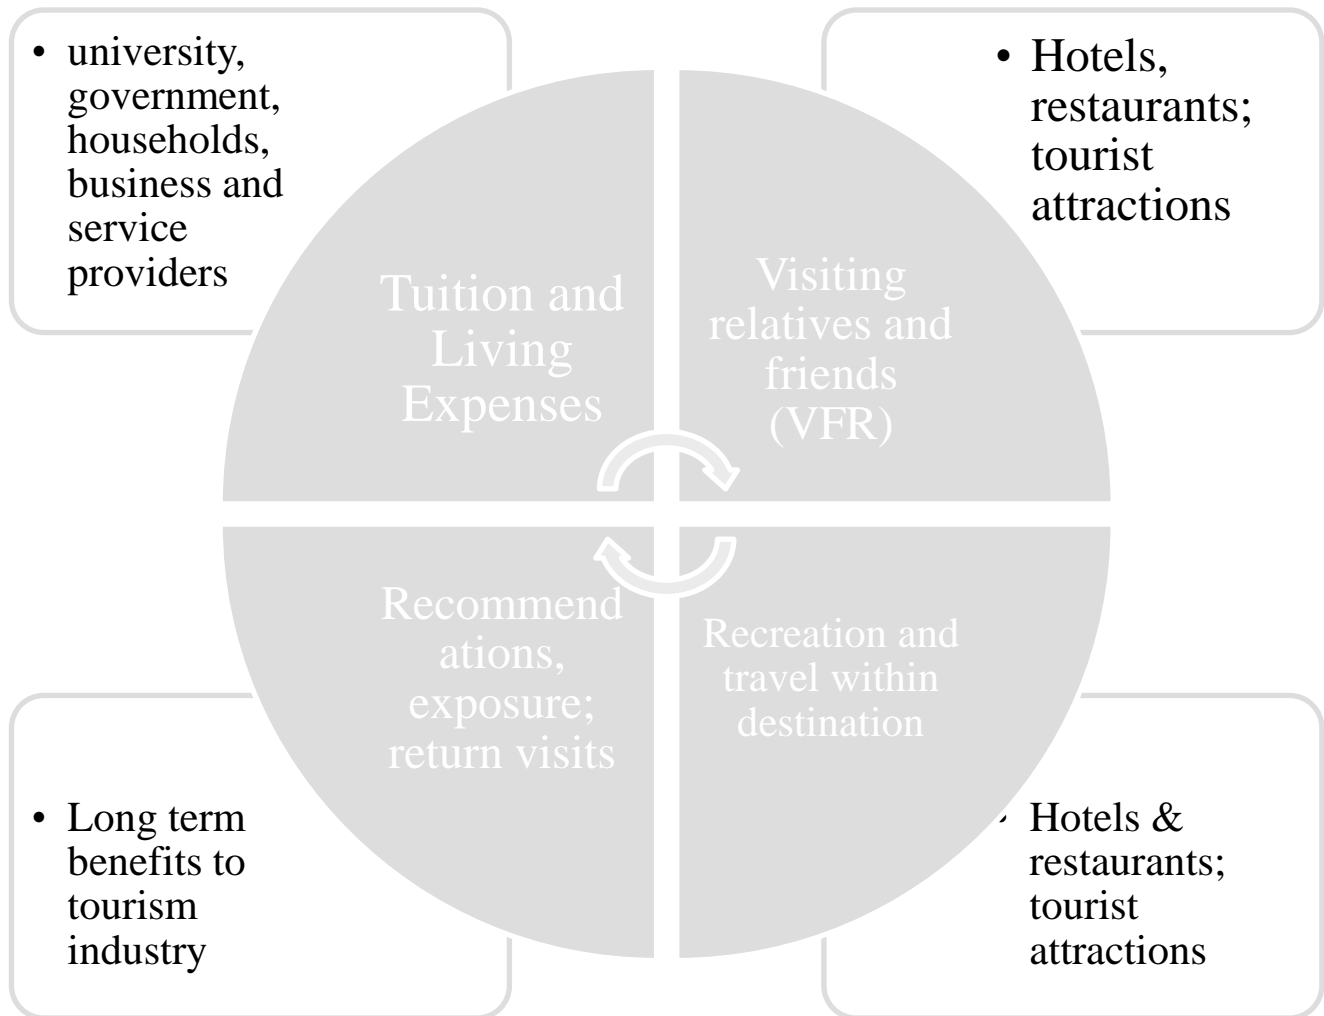 • university,
government,
households,
business and
service
providers
• Hotels,
restaurants;
tourist
attractions
Tuition and
Living
Expenses
Visiting
relatives and
friends
(VFR)
Recommend
ations,
exposure;
return visits
Recreation and
travel within
destination
• Long term
benefits to
tourism
industry
• Hotels &
restaurants;
tourist
attractions